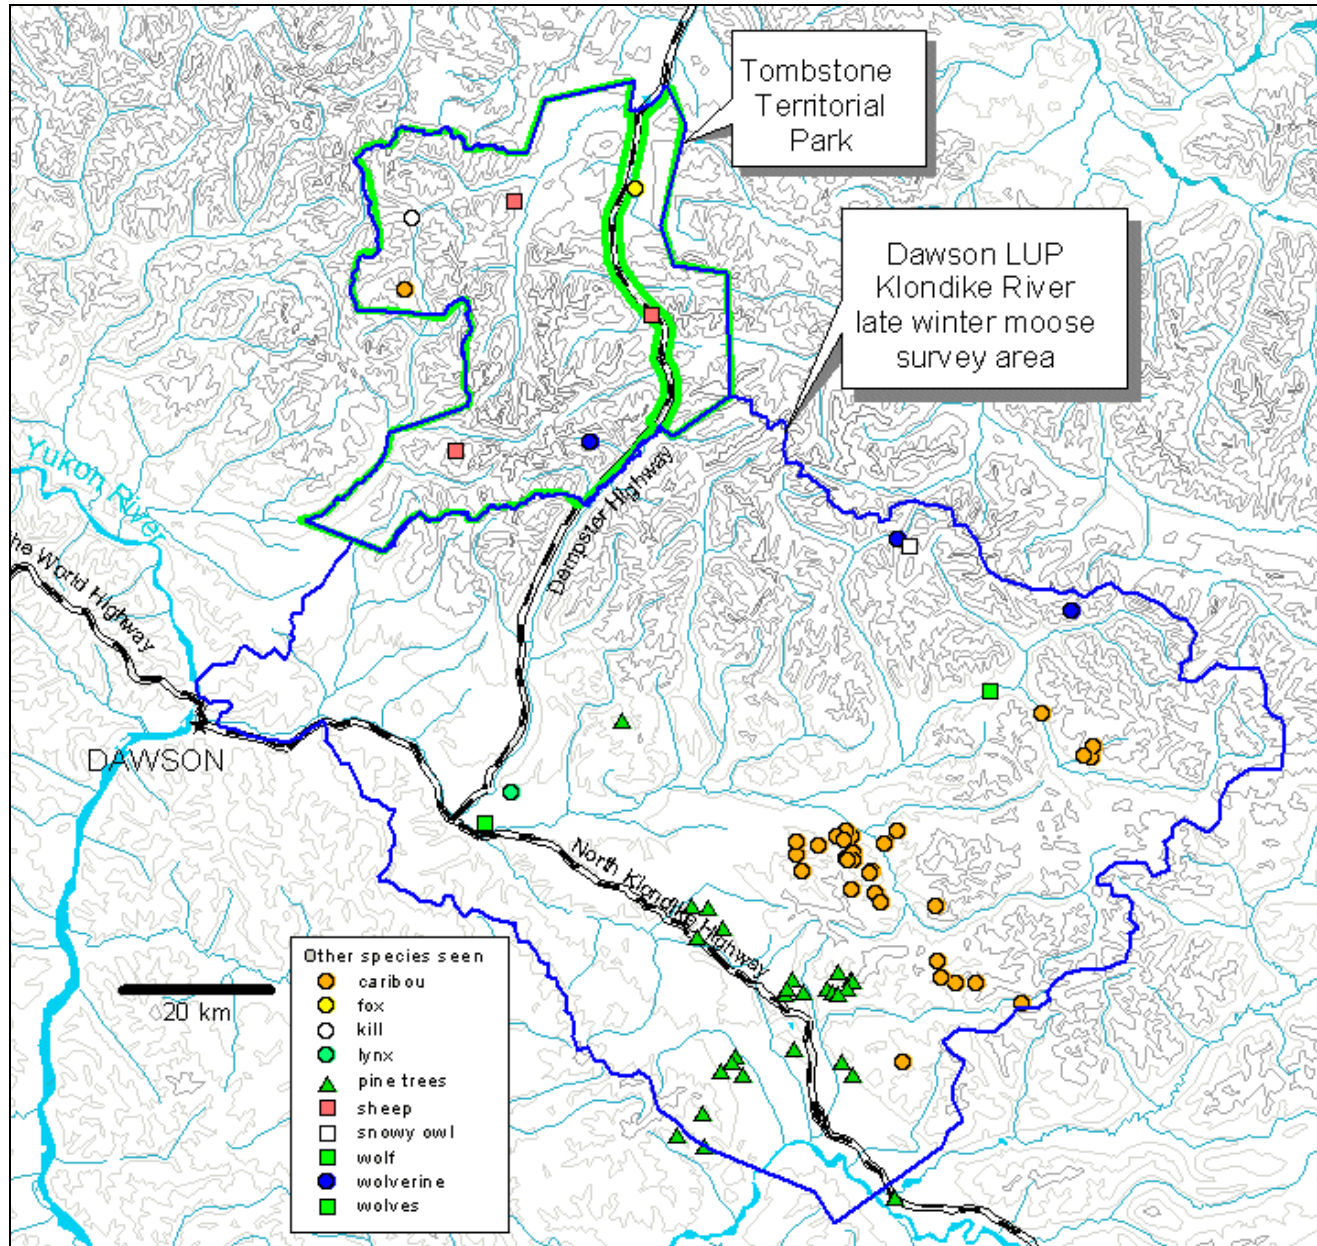 Tombstone
Territorial
Park
Dawson LUP
Klondike River
late winter moose
survey area
Yukon River
he World Highway
Dempster Highway
DAWSON
North Klondike Highway
20 km
Other species seen
caribou
fox
kill
lynx
pine trees
sheep
snowy owl
wolf
wolverine
wolves